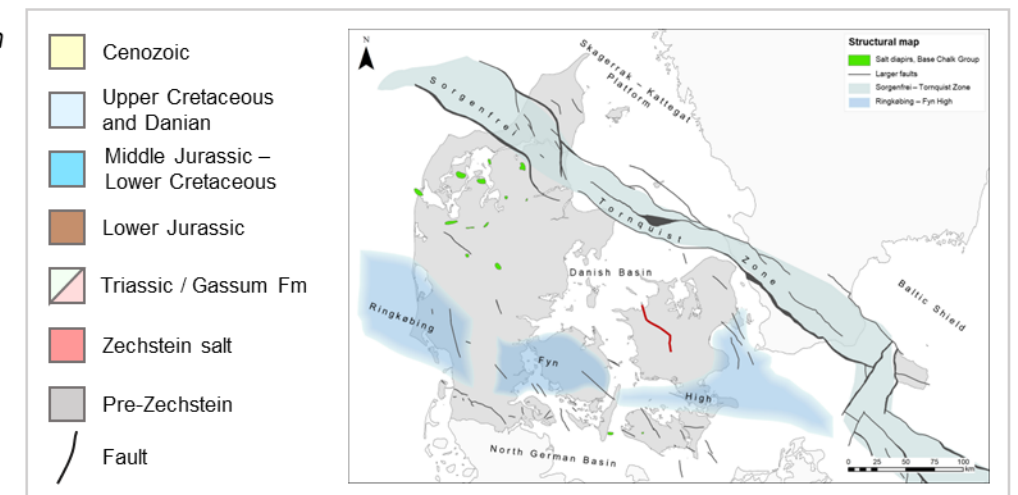 Cenozoic
Upper Cretaceous
and Danian
Middle Jurassic –
Lower Cretaceous
Lower Jurassic
Triassic / Gassum Fm
Zechstein salt
Pre-Zechstein
Fault
N
Structural map
Salt diapirs, Base Chalk Group
Larger faults
Sorgenfrei – Tornquist Zone
Ringkøbing – Fyn High
Skagerrak – Kattegat
Platform
Sorgenfrei
Tornquist
Zone
Danish Basin
Baltic Shield
Ringkøbing
Fyn
High
North German Basin
0 25 50 75 100
km